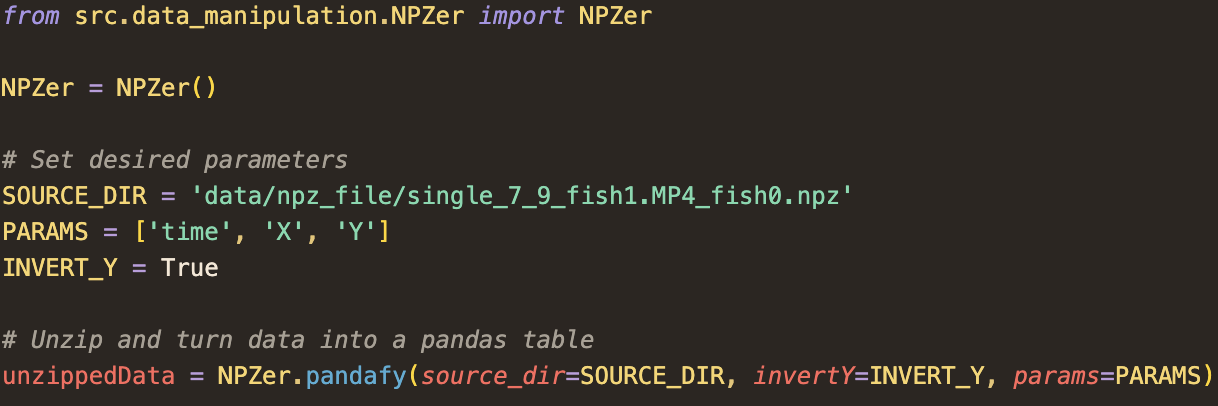 from src.data_manipulation.NPZer import NPZer
NPZer = NPZer()
# Set desired parameters
SOURCE_DIR = 'data/npz_file/single_7_9_fish1.MP4_fish0.npz'
PARAMS = ['time', 'X', 'Y']
INVERT_Y = True
# Unzip and turn data into a pandas table
unzippedData = NPZer.pandafy(source_dir=SOURCE_DIR, invertY=INVERT_Y, params=PARAMS)